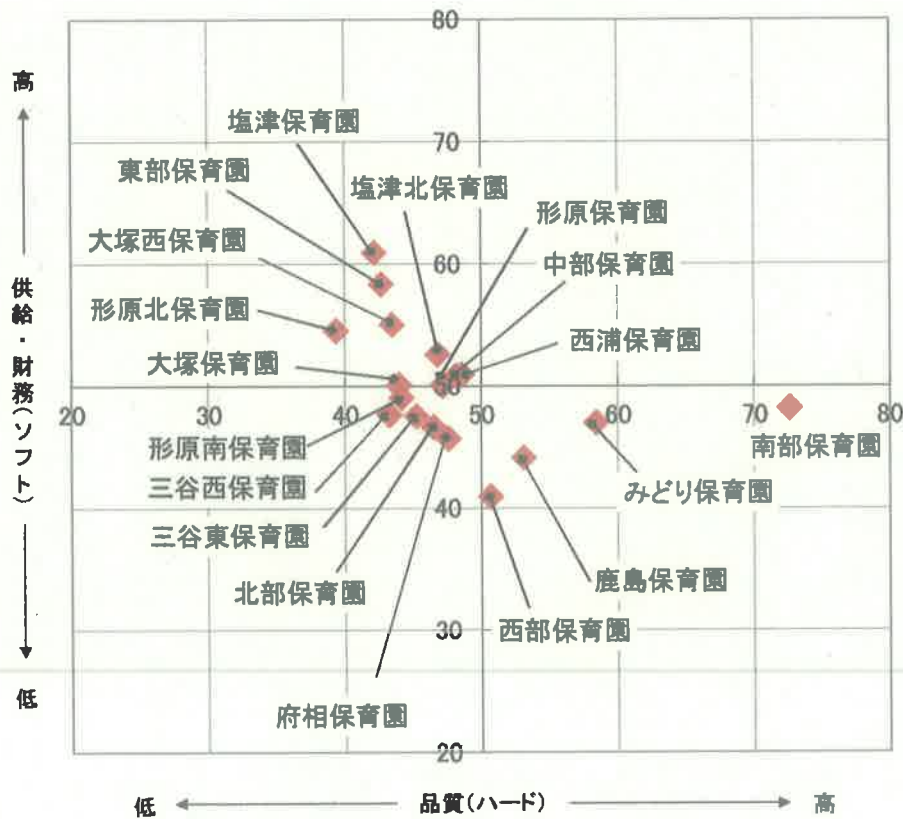 80
高
塩津保育園
70
東部保育園
塩津北保育園
形原保育園
大塚西保育園
60
中部保育園
供給・財務(ソフト)
形原北保育園
西浦保育園
大塚保育園
50
20
30
40
50
60
70
80
南部保育園
形原南保育園
みどり保育園
三谷西保育園
40
三谷東保育園
鹿島保育園
北部保育園
30
西部保育園
低
府相保育園
20
低
品質(ハード)
高